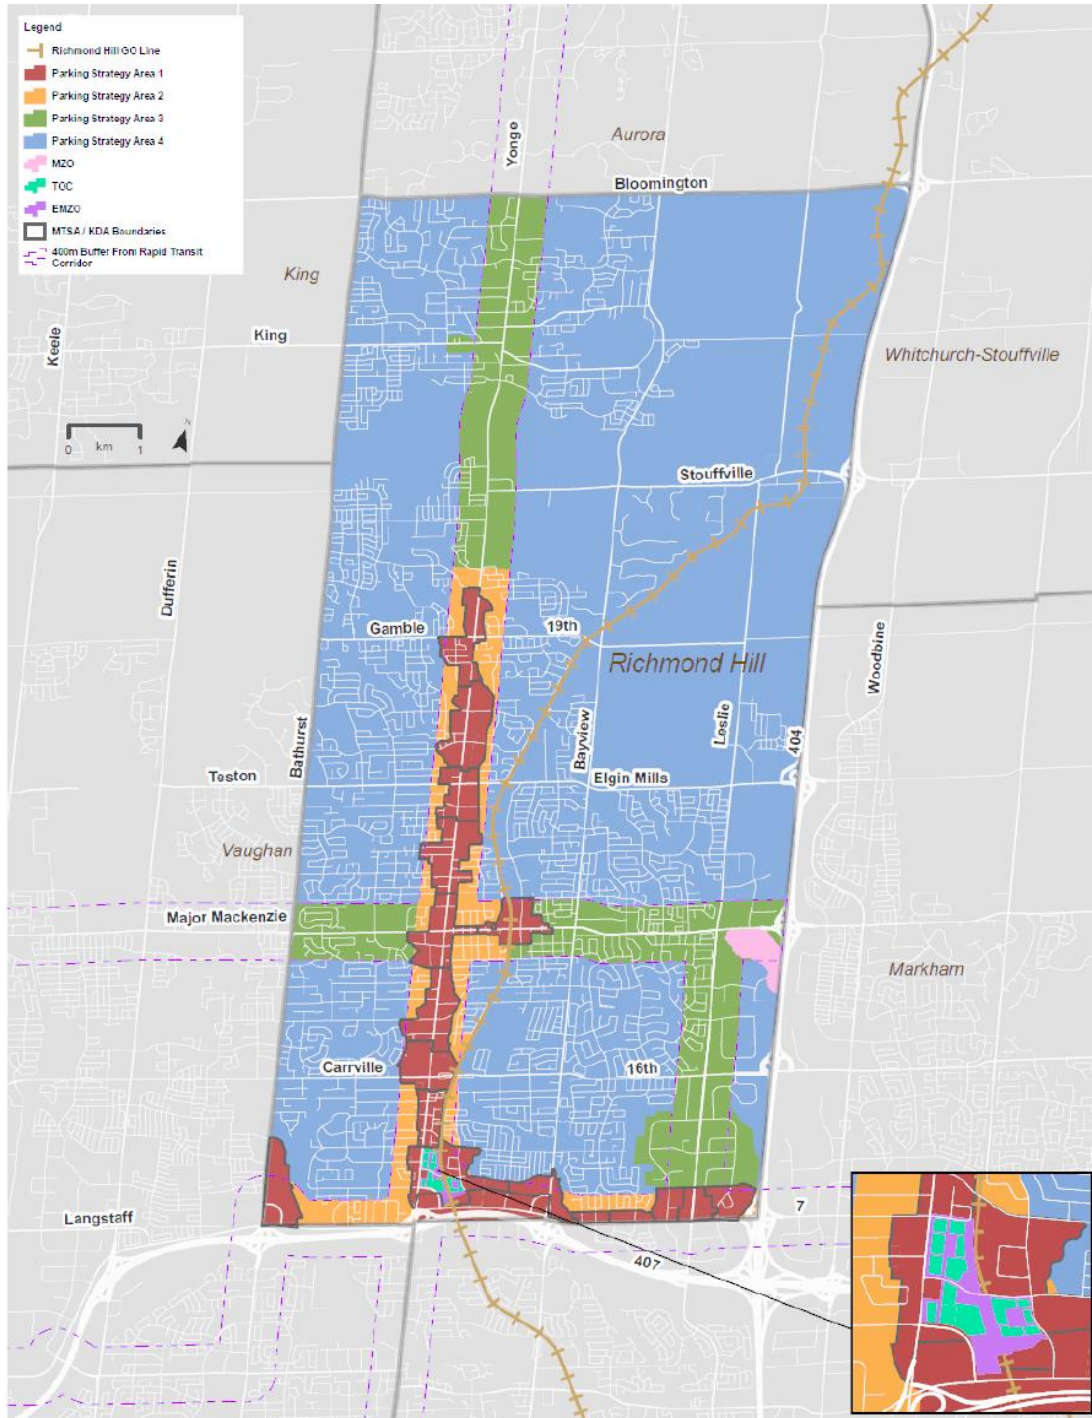 Legend
Richmond Hill GO Line
Parking Strategy Area 1
Parking Strategy Area 2
Parking Strategy Area 3
Parking Strategy Area 4
MZO
TOC
EMZO
MTSA / KDA Boundaries
400m Buffer From Rapid Transit
Corridor
Aurora
Yonge
Bloomington
King
King
Keele
Whitchurch-Stouffville
N
0 km 1
Stouffville
Dufferin
Gamble
19th
Richmond Hill
Woodbine
Bathurst
Bayview
Leslie
404
Teston
Elgin Mills
Vaughan
Major Mackenzie
Markham
Carrville
16th
Langstaff
7
407